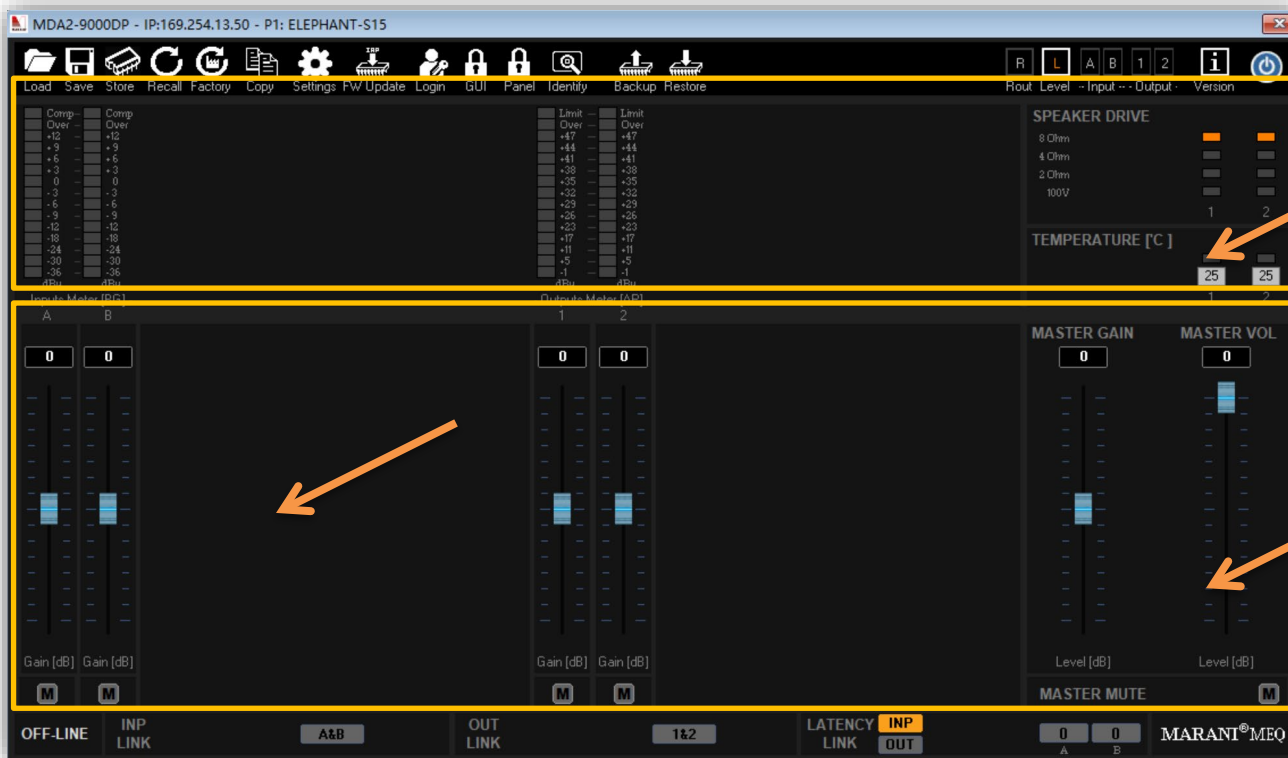 MDA2-9000DP - IP:169.254.13.50 - P1: ELEPHANT-S15
Load Save Store Recall Factory Copy Settings FW Update Login GUI Panel Identity Backup Restore
R L A B 1 2
Rout Level -- Input -- - Output - Version
Comp Comp
Over Over
+12 +12
+ 9 + 9
+ 6 + 6
+ 3 + 3
0 0
- 3 - 3
- 6 - 6
- 9 - 9
-12 -12
-18 -18
-24 -24
-30 -30
-36 -36
dBu dBu
Inputs Meter [PG]
Limit Limit
Over Over
+47 +47
+44 +44
+41 +41
+38 +38
+35 +35
+32 +32
+29 +29
+26 +26
+23 +23
+17 +17
+11 +11
+5 +5
-1 -1
dBu dBu
Outputs Meter [AP]
SPEAKER DRIVE
8 Ohm
4 Ohm
2 Ohm
100V
1 2
TEMPERATURE ['C ]
25 25
1 2
A B 1 2
MASTER GAIN MASTER VOL
0 0 0 0 0 0
Gain [dB] Gain [dB] Gain [dB] Gain [dB] Level [dB] Level [dB]
M M M M MASTER MUTE M
OFF-LINE
INP
LINK
A&B
OUT
LINK
1&2
LATENCY INP
LINK OUT
0 0
A B
MARANI®MEQ